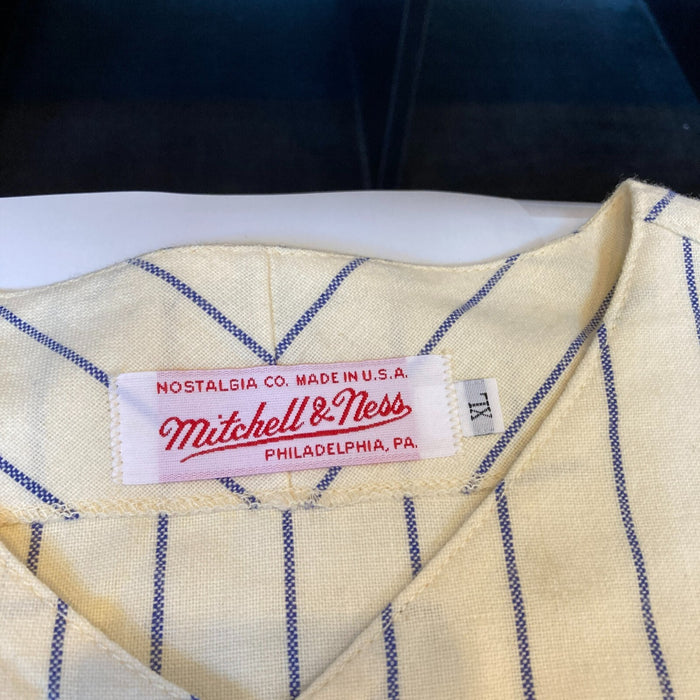 NOSTALGIA CO. MADE IN U.S.A.
Mitchell & Ness
PHILADELPHIA, PA.
XL